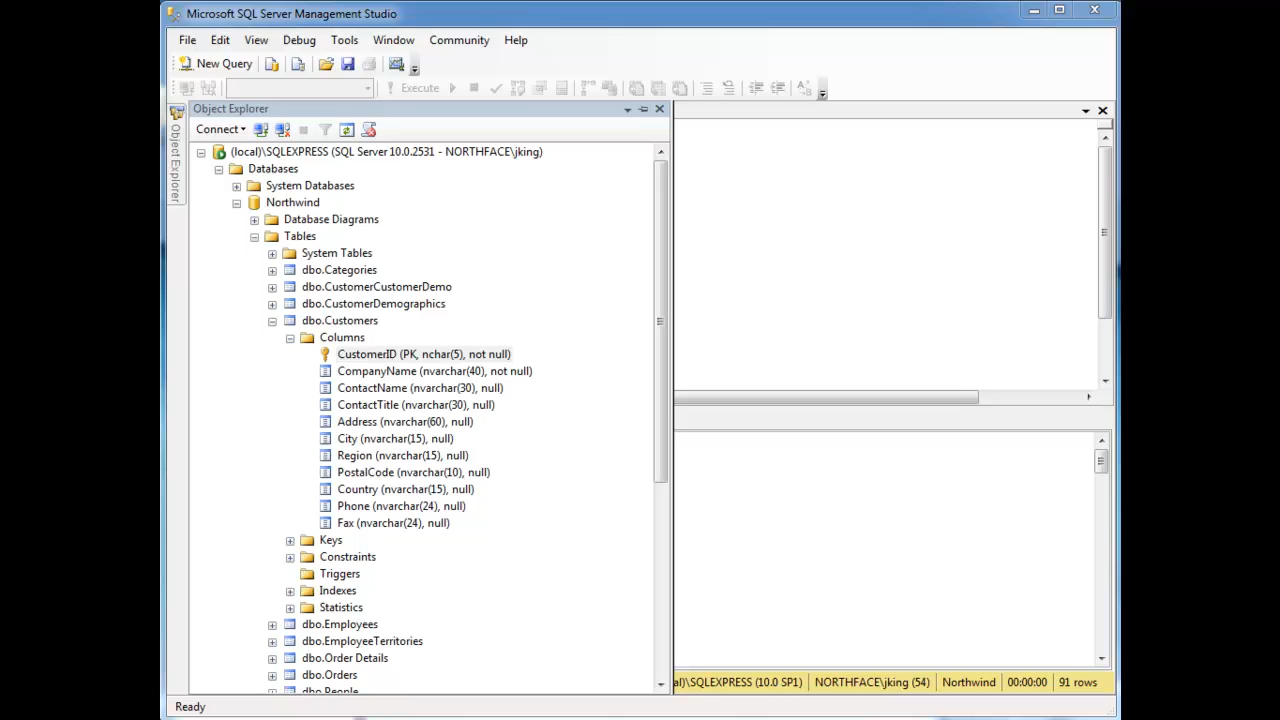 Microsoft SQL Server Management Studio
File Edit View Debug Tools Window Community Help
New Query
Execute
Object Explorer
Object Explorer
Connect
(local)\SQLEXPRESS (SQL Server 10.0.2531 - NORTHFACE\jking)
Databases
System Databases
Northwind
Database Diagrams
Tables
System Tables
dbo.Categories
dbo.CustomerCustomerDemo
dbo.CustomerDemographics
dbo.Customers
Columns
CustomerID (PK, nchar(5), not null)
CompanyName (nvarchar(40), not null)
ContactName (nvarchar(30), null)
ContactTitle (nvarchar(30), null)
Address (nvarchar(60), null)
City (nvarchar(15), null)
Region (nvarchar(15), null)
PostalCode (nvarchar(10), null)
Country (nvarchar(15), null)
Phone (nvarchar(24), null)
Fax (nvarchar(24), null)
Keys
Constraints
Triggers
Indexes
Statistics
dbo.Employees
dbo.EmployeeTerritories
dbo.Order Details
dbo.Orders
dbo.People
al)\SQLEXPRESS (10.0 SP1) NORTHFACE\jking (54) Northwind 00:00:00 91 rows
Ready